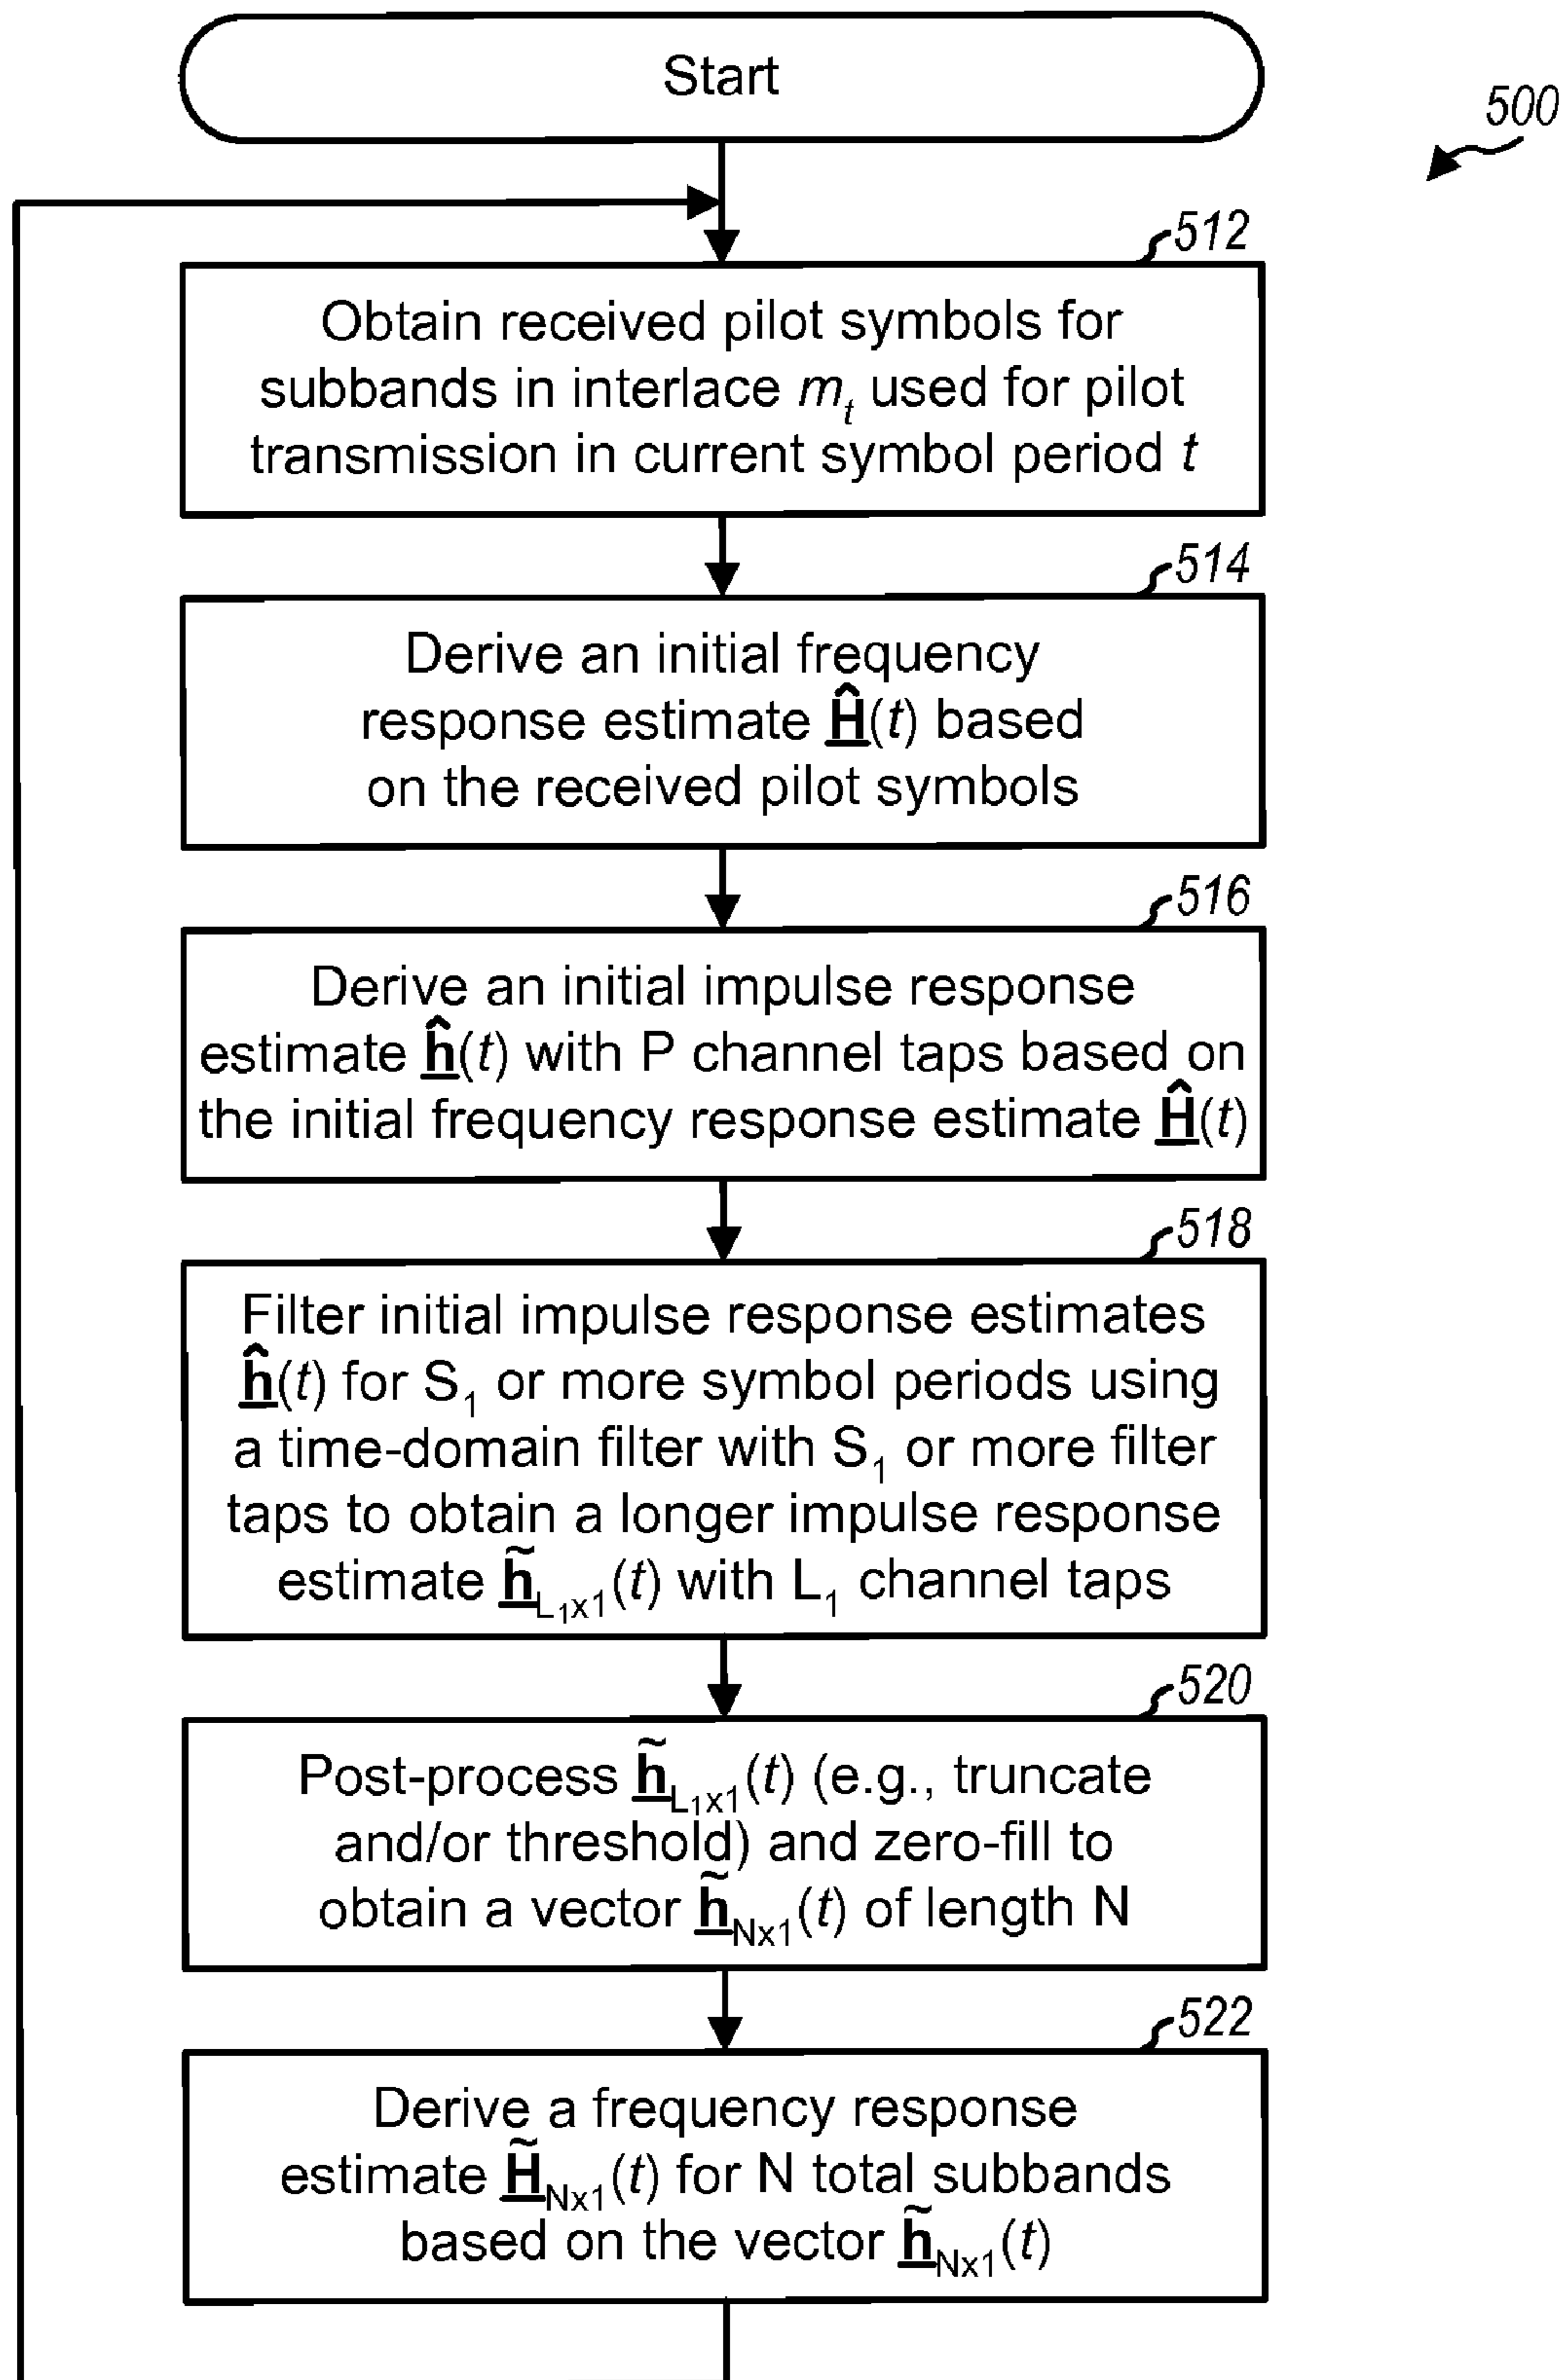 Start
500
512
Obtain received pilot symbols for
subbands in interlace mₜ used for pilot
transmission in current symbol period t
514
Derive an initial frequency
response estimate Ĥ(t) based
on the received pilot symbols
516
Derive an initial impulse response
estimate ĥ(t) with P channel taps based on
the initial frequency response estimate Ĥ(t)
518
Filter initial impulse response estimates
ĥ(t) for S₁ or more symbol periods using
a time-domain filter with S₁ or more filter
taps to obtain a longer impulse response
estimate h̃_L₁x1(t) with L₁ channel taps
520
Post-process h̃_L₁x1(t) (e.g., truncate
and/or threshold) and zero-fill to
obtain a vector h̃_Nx1(t) of length N
522
Derive a frequency response
estimate H̃_Nx1(t) for N total subbands
based on the vector h̃_Nx1(t)